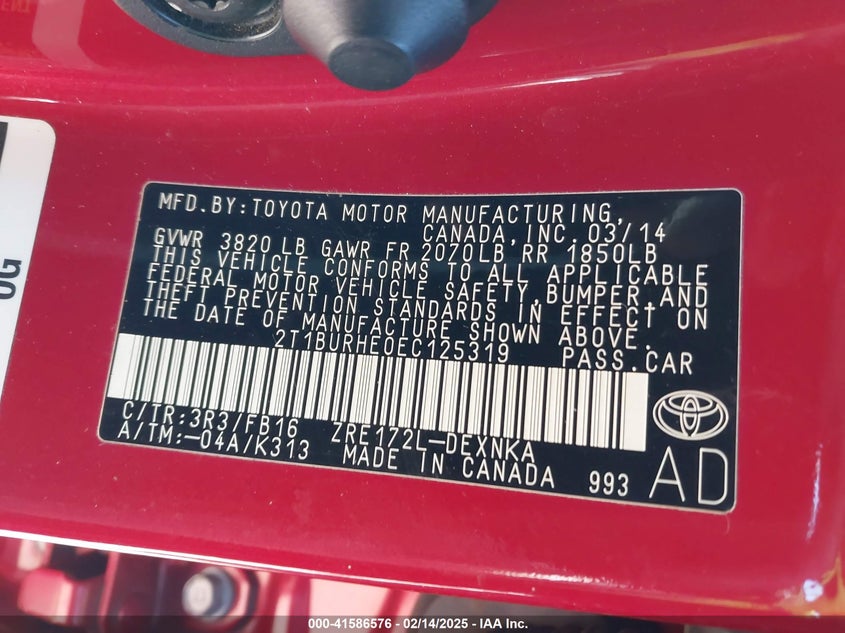 MFD.BY:TOYOTA MOTOR MANUFACTURING,
CANADA, INC. 03/14
GVWR 3820 LB GAWR FR 2070LB RR 1850LB
THIS VEHICLE CONFORMS TO ALL APPLICABLE
FEDERAL MOTOR VEHICLE SAFETY, BUMPER, AND
THEFT PREVENTION STANDARDS IN EFFECT ON
THE DATE OF MANUFACTURE SHOWN ABOVE.
2T1BURHE0EC125319 PASS.CAR
C/TR:3R3/FB16 ZRE172L-DEXNKA
A/TM:-04A/K313 MADE IN CANADA 993 AD
000-41586576 - 02/14/2025 - IAA Inc.